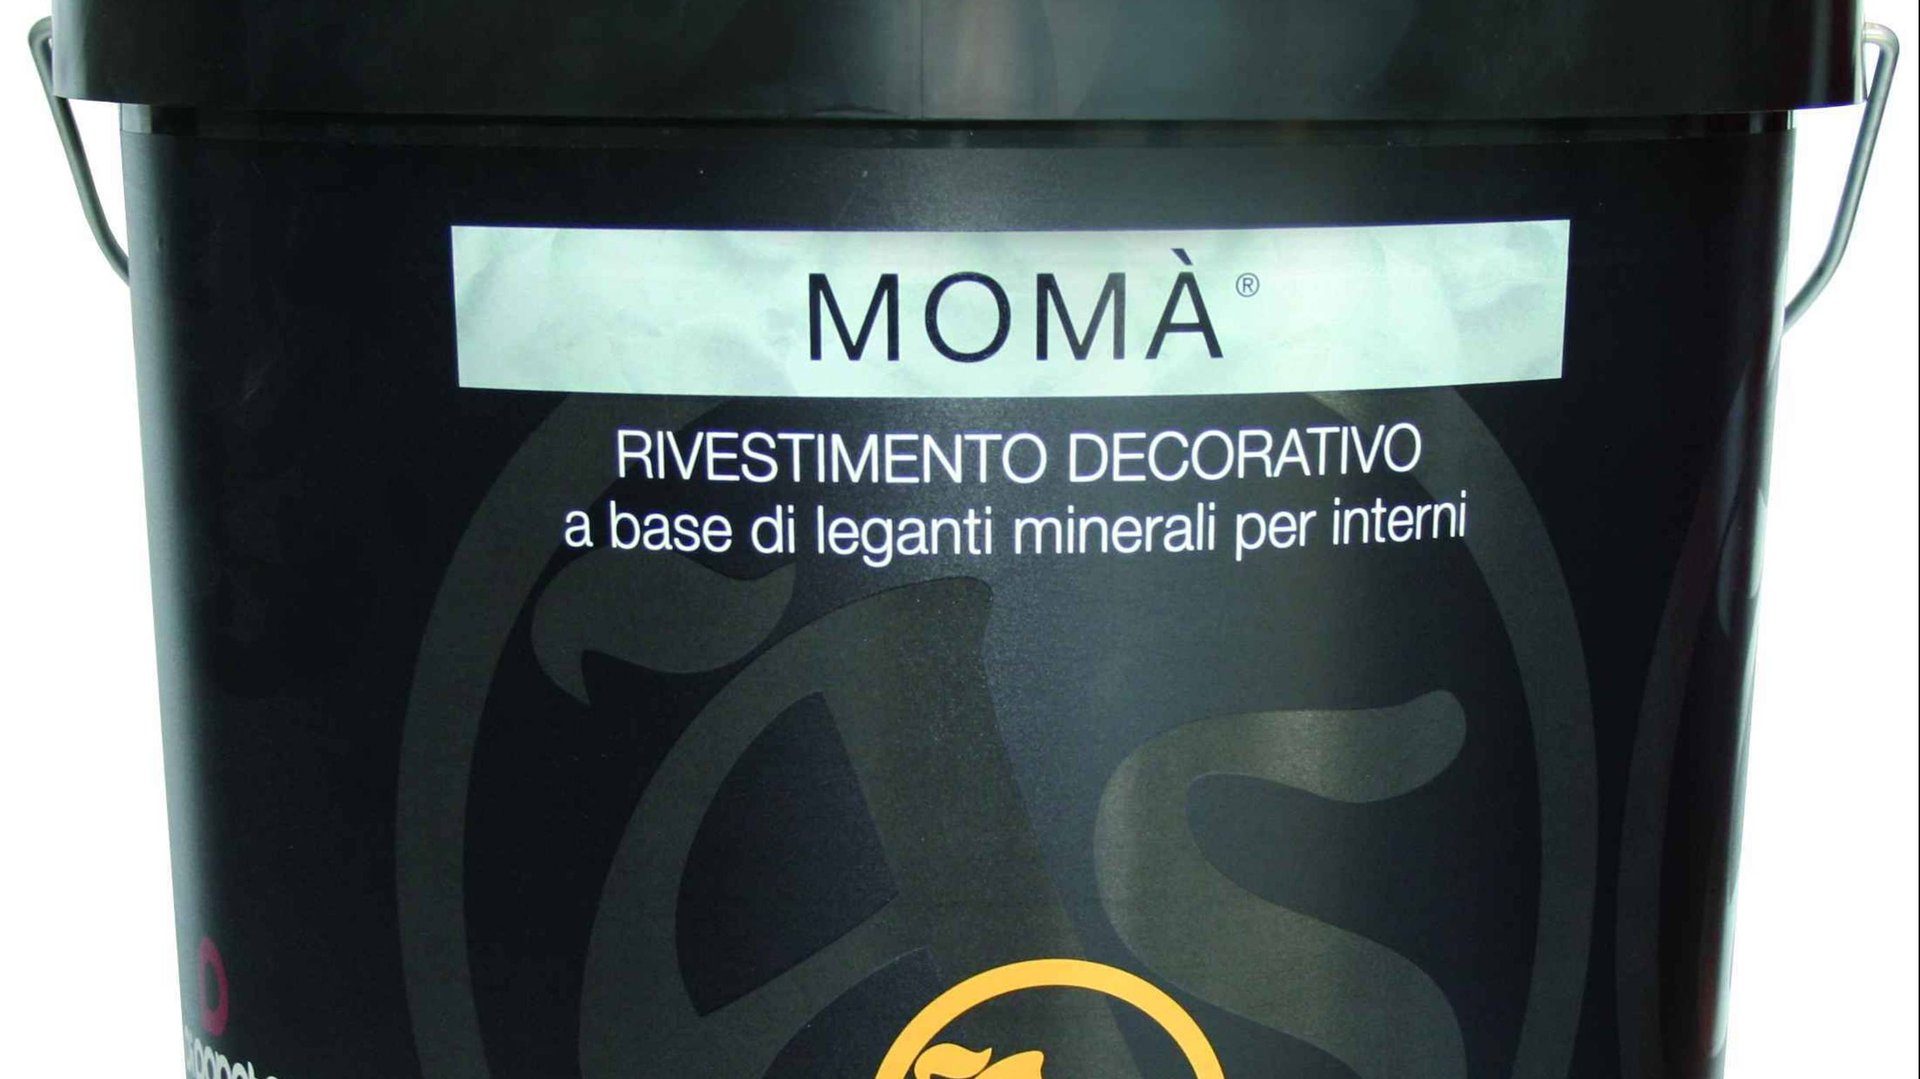 MOMÀ®
RIVESTIMENTO DECORATIVO
a base di leganti minerali per interni